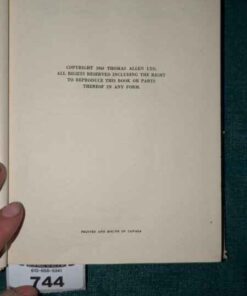 COPYRIGHT 1943 THOMAS ALLEN LTD.
ALL RIGHTS RESERVED INCLUDING THE RIGHT
TO REPRODUCE THIS BOOK OR PARTS
THEREOF IN ANY FORM.
PRINTED AND BOUND IN CANADA
744